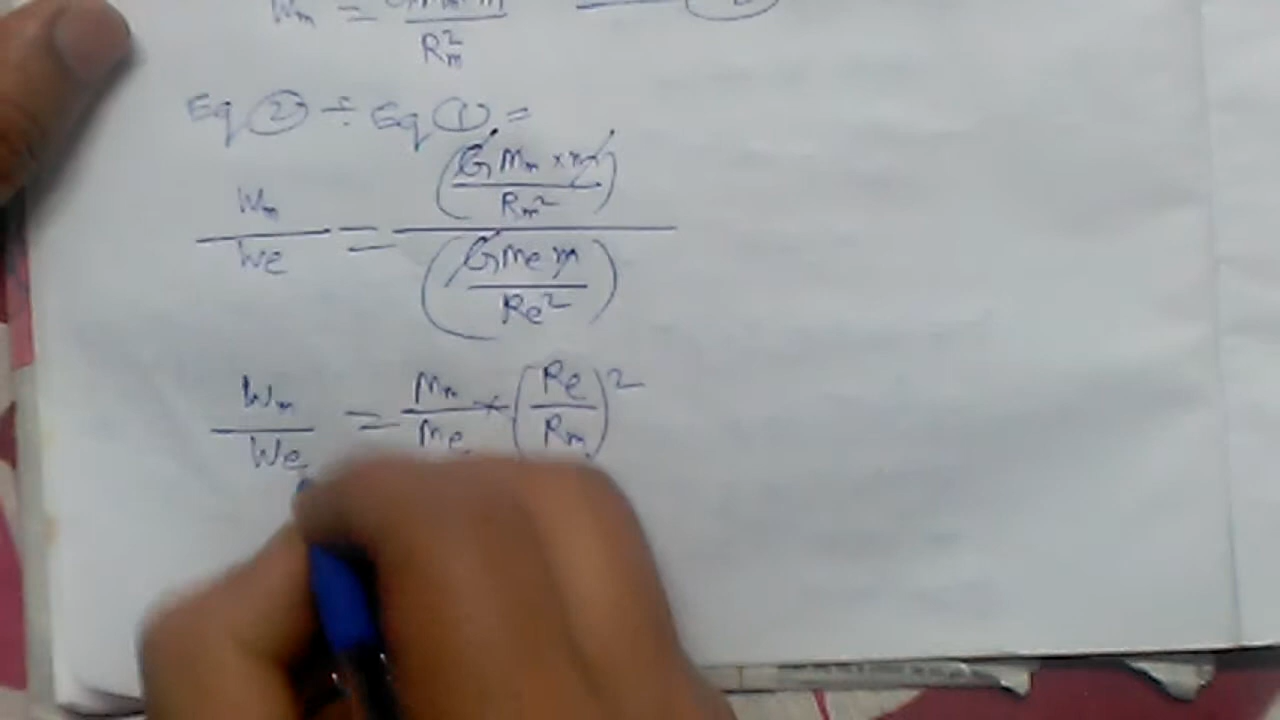 Wm = GMm m / Rm²
Eq ② ÷ Eq ① =
Wm / We = (GMm × m / Rm²) / (GMe m / Re²)
Wm / We = Mm / Me × (Re / Rm)²